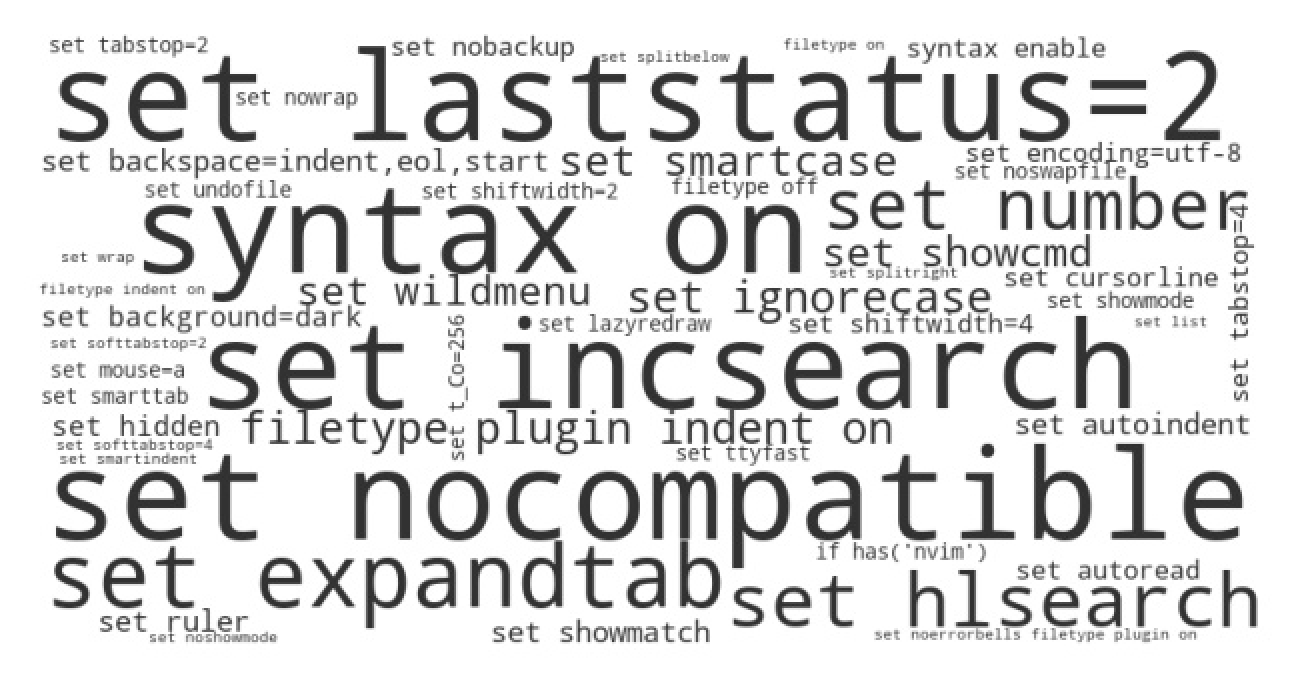 set tabstop=2
set nobackup
set splitbelow
filetype on
syntax enable
set laststatus=2
set nowrap
set backspace=indent,eol,start
set smartcase
set encoding=utf-8
set noswapfile
set undofile
set shiftwidth=2
filetype off
set number
syntax on
set tabstop=4
set showcmd
set wrap
set splitright
set cursorline
filetype indent on
set wildmenu
set ignorecase
set showmode
set background=dark
set lazyredraw
set shiftwidth=4
set list
set softtabstop=2
set t_Co=256
set incsearch
set mouse=a
set smarttab
set hidden
filetype plugin indent on
set autoindent
set softtabstop=4
set smartindent
set ttyfast
set nocompatible
if has('nvim')
set expandtab
set autoread
set hlsearch
set ruler
set noshowmode
set showmatch
set noerrorbells
filetype plugin on